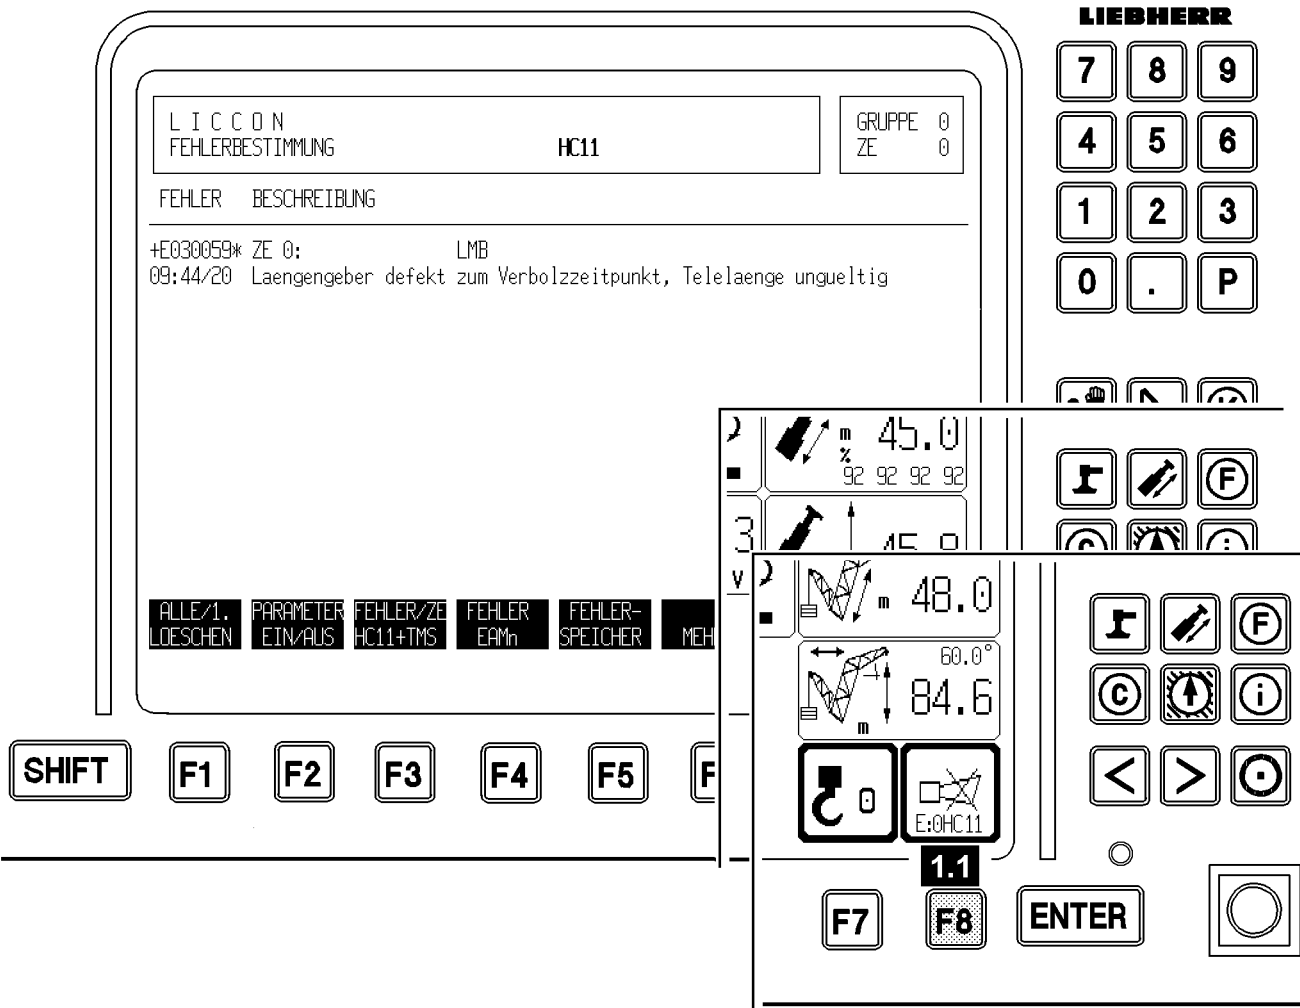 LIEBHERR
L I C C O N
FEHLERBESTIMMUNG HC11
GRUPPE 0
ZE 0
FEHLER BESCHREIBUNG
+E030059* ZE 0: LMB
09:44/20 Laengengeber defekt zum Verbolzzeitpunkt, Telelaenge ungueltig
ALLE/1. PARAMETER FEHLER/ZE FEHLER FEHLER-
LOESCHEN EIN/AUS HC11+TMS EAMn SPEICHER MEH
SHIFT F1 F2 F3 F4 F5 F
7 8 9
4 5 6
1 2 3
0 . P
m 45.0
%
92 92 92 92
F
3
V
C i
m 48.0
60.0°
84.6
m
0
E:0HC11
1.1
F
C i
< >
F7 F8 ENTER